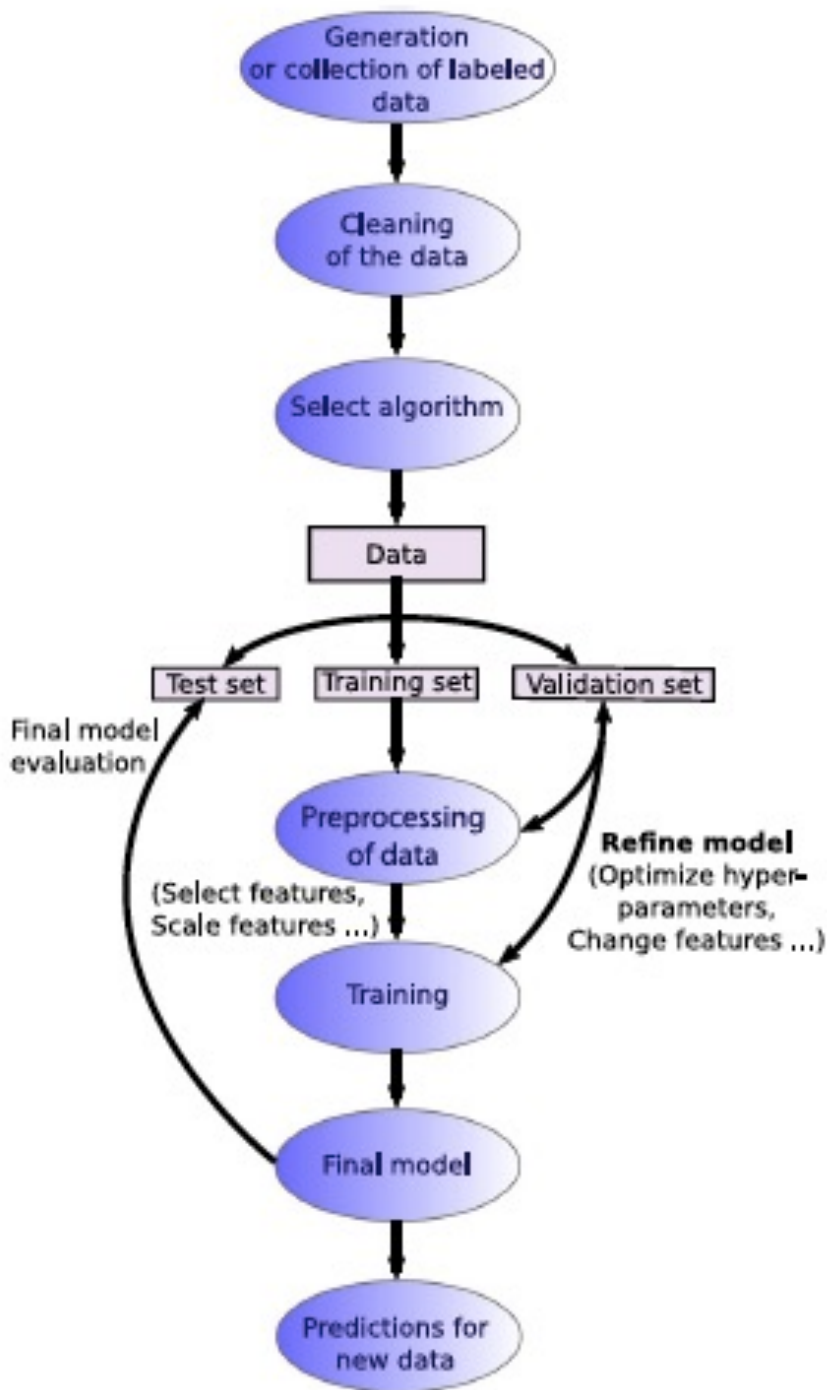 Generation
or collection of labeled
data
Cleaning
of the data
Select algorithm
Data
Test set
Training set
Validation set
Final model
evaluation
Preprocessing
of data
Refine model
(Optimize hyper-
parameters,
Change features ...)
(Select features,
Scale features ...)
Training
Final model
Predictions for
new data